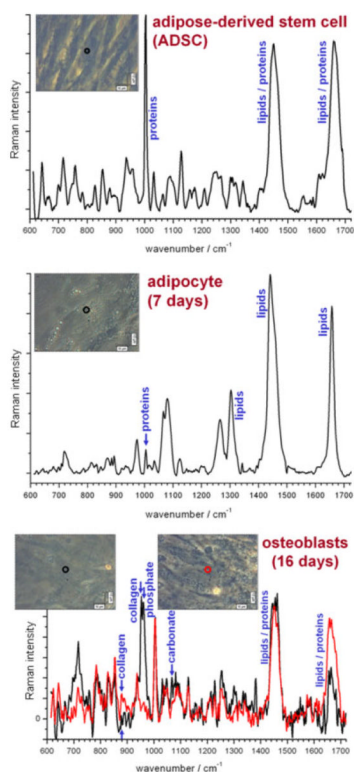 adipose-derived stem cell
(ADSC)
proteins
lipids / proteins
lipids / proteins
Raman intensity
600 700 800 900 1000 1100 1200 1300 1400 1500 1600 1700
wavenumber / cm⁻¹
adipocyte
(7 days)
lipids
lipids
lipids
proteins
Raman intensity
600 700 800 900 1000 1100 1200 1300 1400 1500 1600 1700
wavenumber / cm⁻¹
osteoblasts
(16 days)
collagen
phosphate
collagen
carbonate
lipids / proteins
lipids / proteins
Raman intensity
0
600 700 800 900 1000 1100 1200 1300 1400 1500 1600 1700
wavenumber / cm⁻¹